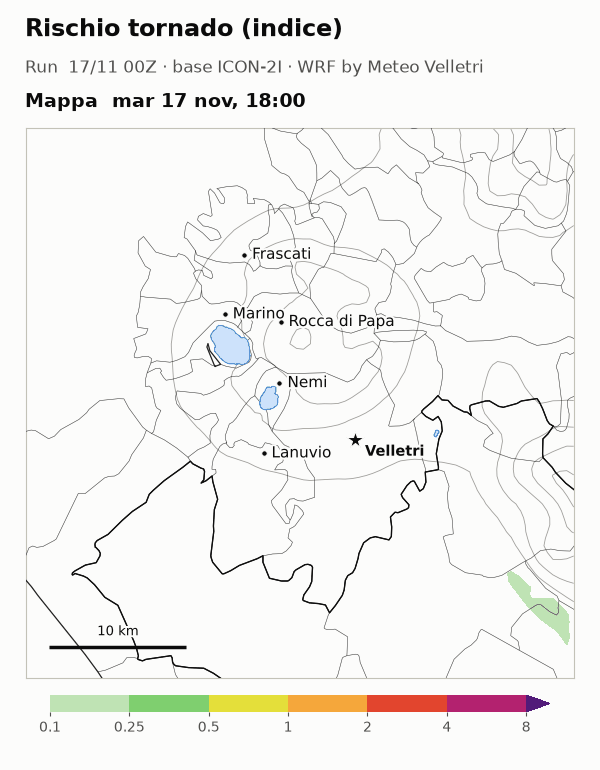 Rischio tornado (indice)
Run  17/11 00Z · base ICON-2I · WRF by Meteo Velletri
Mappa  mar 17 nov, 18:00
Frascati
Marino
Rocca di Papa
Nemi
Velletri
Lanuvio
10 km
0.1 0.25 0.5 1 2 4 8